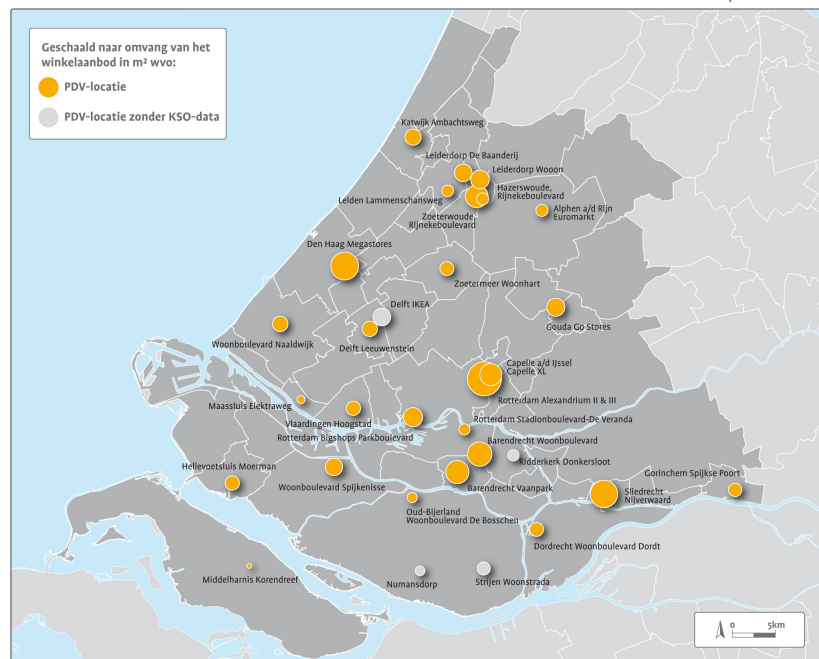 Geschaald naar omvang van het
winkelaanbod in m² wvo:
PDV-locatie
PDV-locatie zonder KSO-data
Katwijk Ambachtsweg
Leiderdorp De Baanderij
Leiderdorp Wooon
Hazerswoude,
Rijnekeboulevard
Leiden Lammenschansweg
Zoeterwoude,
Rijnekeboulevard
Alphen a/d Rijn
Euromarkt
Den Haag Megastores
Zoetermeer Woonhart
Delft IKEA
Gouda Go Stores
Woonboulevard Naaldwijk
Delft Leeuwenstein
Capelle a/d IJssel
Capelle XL
Rotterdam Alexandrium II & III
Maassluis Elektraweg
Vlaardingen Hoogstad
Rotterdam Stadionboulevard-De Veranda
Rotterdam Bigshops Parkboulevard
Barendrecht Woonboulevard
Ridderkerk Donkersloot
Hellevoetsluis Moerman
Gorinchem Spijkse Poort
Woonboulevard Spijkenisse
Barendrecht Vaanpark
Sliedrecht
Nijverwaard
Oud-Bijerland
Woonboulevard De Bosschen
Dordrecht Woonboulevard Dordt
Middelharnis Korendreef
Numansdorp
Strijen Woonstrada
0 5km